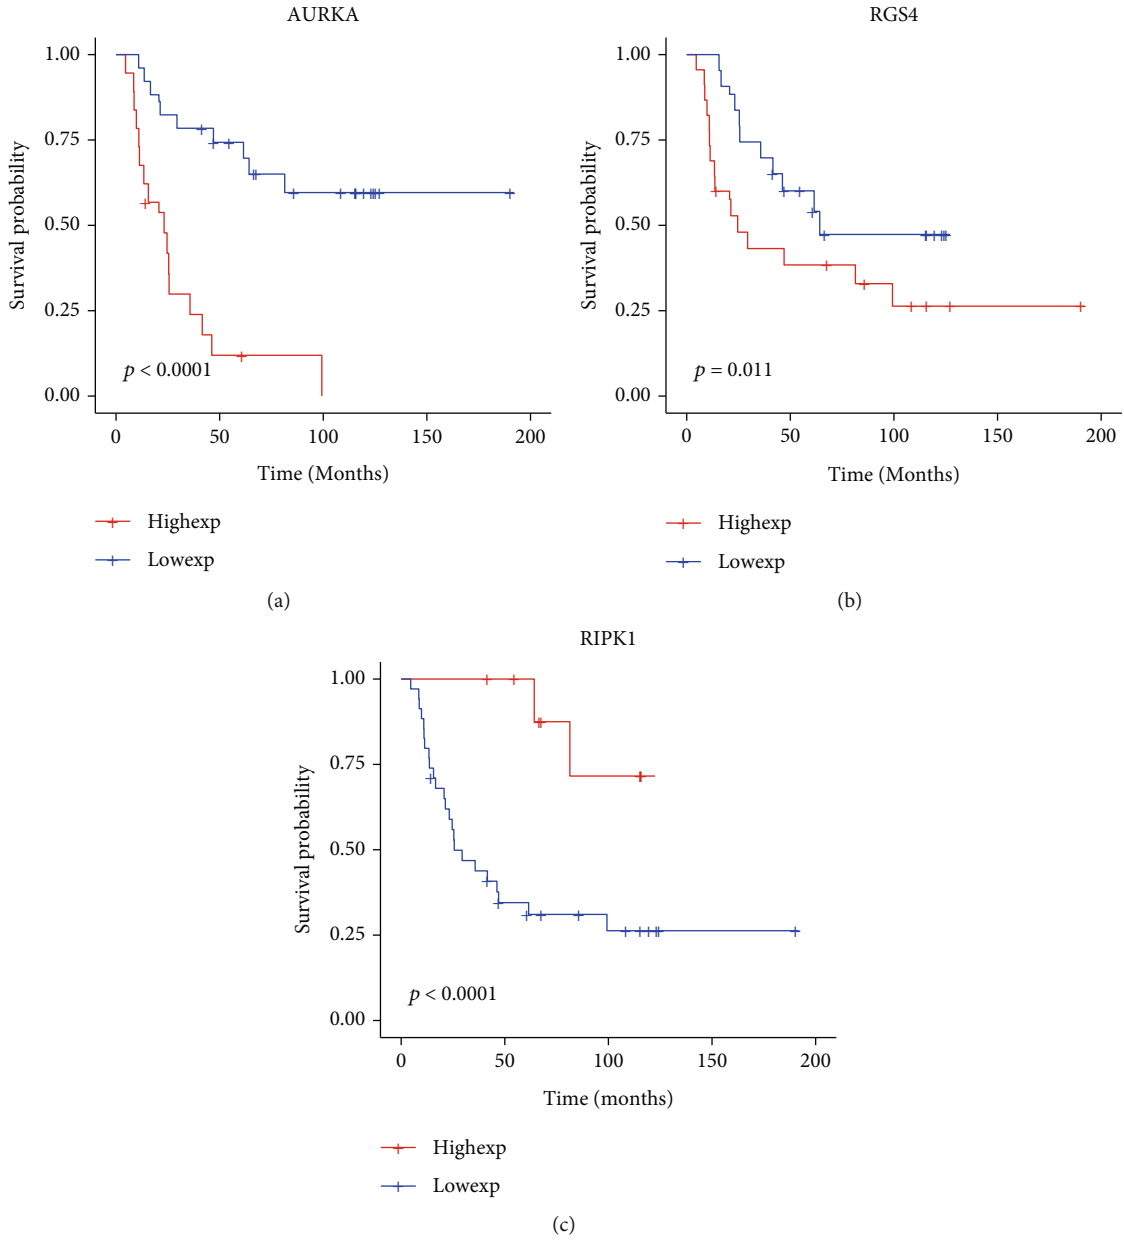 AURKA
1.00
0.75
0.50
0.25
0.00
Survival probability
p < 0.0001
0 50 100 150 200
Time (Months)
Highexp
Lowexp
(a)
RGS4
1.00
0.75
0.50
0.25
0.00
Survival probability
p = 0.011
0 50 100 150 200
Time (Months)
Highexp
Lowexp
(b)
RIPK1
1.00
0.75
0.50
0.25
0.00
Survival probability
p < 0.0001
0 50 100 150 200
Time (months)
Highexp
Lowexp
(c)